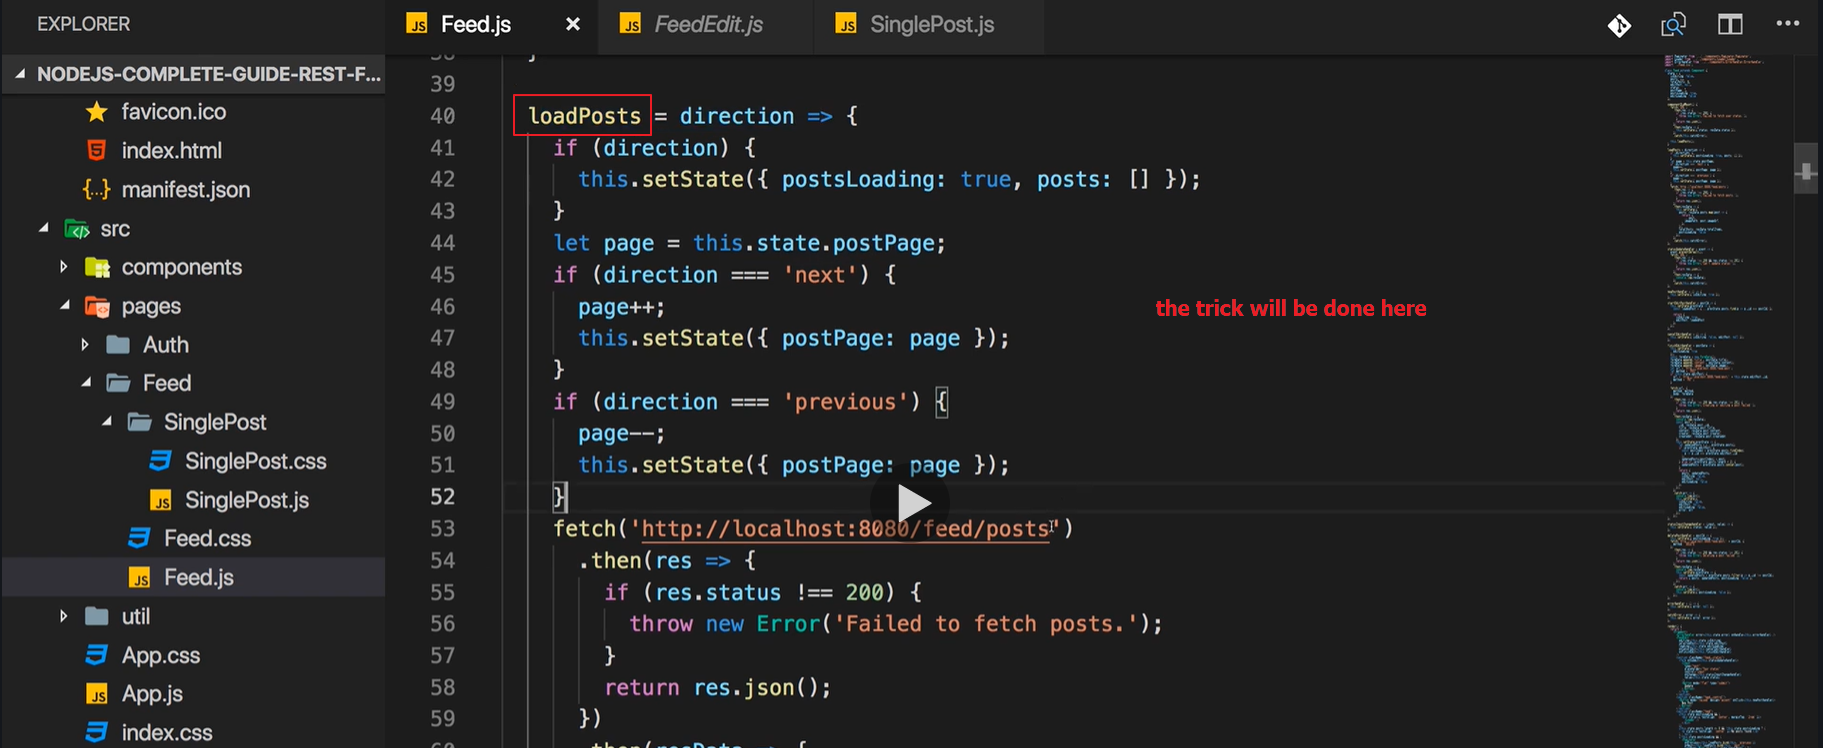 EXPLORER
Feed.js
FeedEdit.js
SinglePost.js
NODEJS-COMPLETE-GUIDE-REST-F...
favicon.ico
index.html
manifest.json
src
components
pages
Auth
Feed
SinglePost
SinglePost.css
SinglePost.js
Feed.css
Feed.js
util
App.css
App.js
index.css
38 }
39
40 loadPosts = direction => {
41 if (direction) {
42 this.setState({ postsLoading: true, posts: [] });
43 }
44 let page = this.state.postPage;
45 if (direction === 'next') {
46 page++;
47 this.setState({ postPage: page });
48 }
49 if (direction === 'previous') {
50 page--;
51 this.setState({ postPage: page });
52 }
53 fetch('http://localhost:8080/feed/posts')
54 .then(res => {
55 if (res.status !== 200) {
56 throw new Error('Failed to fetch posts.');
57 }
58 return res.json();
59 })
60 .then(resData => {
the trick will be done here